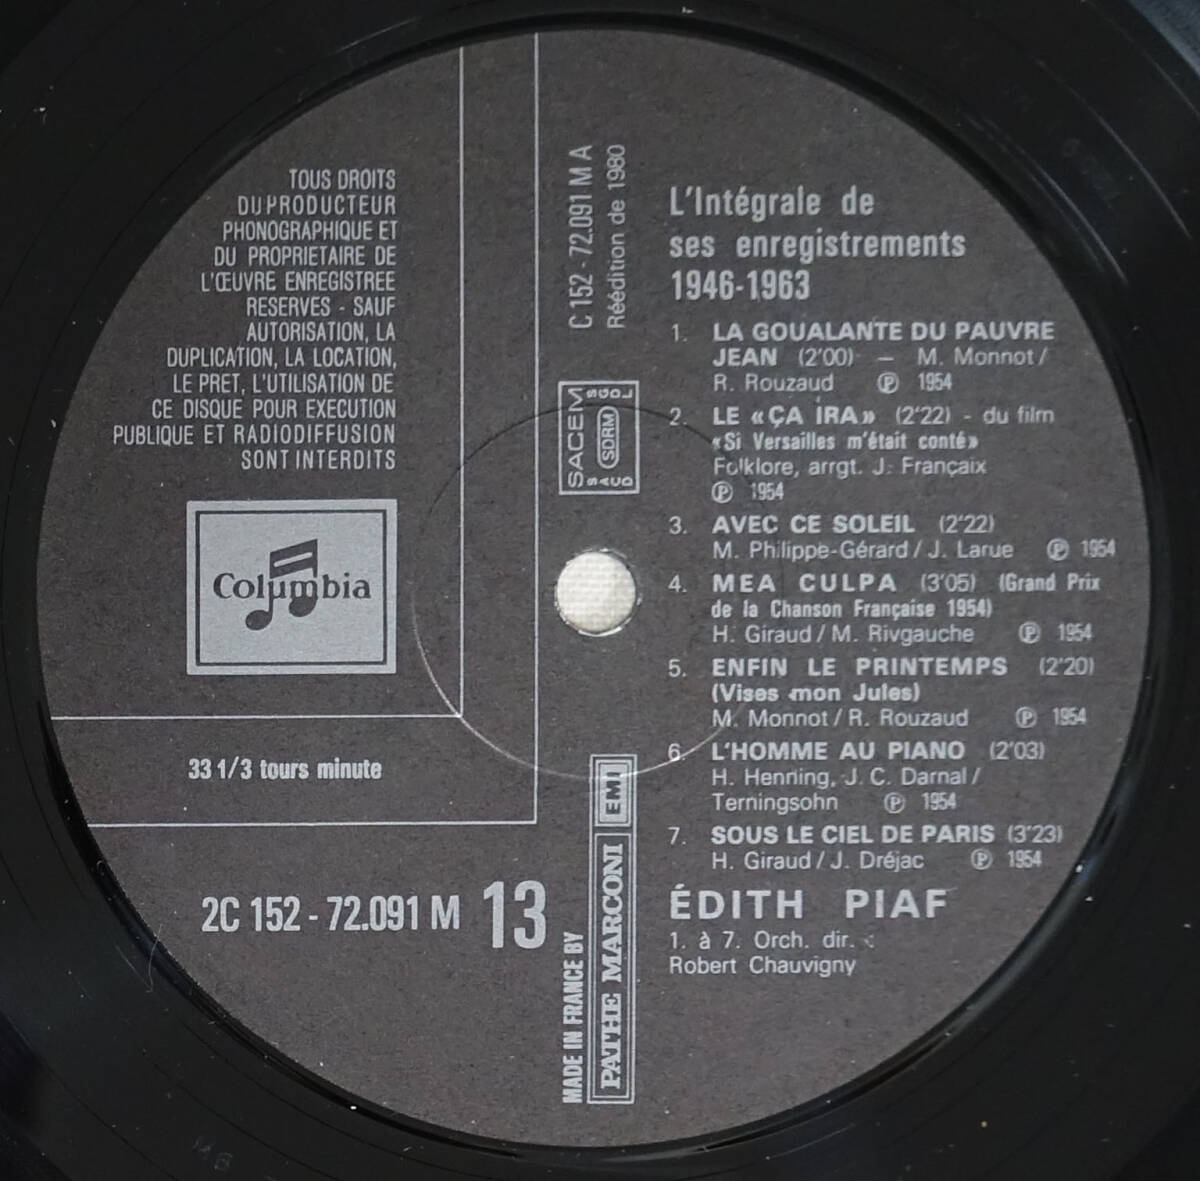 TOUS DROITS
DU PRODUCTEUR
PHONOGRAPHIQUE ET
DU PROPRIETAIRE DE
L'ŒUVRE ENREGISTREE
RESERVES - SAUF
AUTORISATION, LA
DUPLICATION, LA LOCATION,
LE PRET, L'UTILISATION DE
CE DISQUE POUR EXECUTION
PUBLIQUE ET RADIODIFFUSION
SONT INTERDITS
Columbia
33 1/3 tours minute
2C 152 - 72.091 M 13
C 152 - 72.091 M A
Réédition de 1980
SACEM
SDRM
SGDL
SACD
MADE IN FRANCE BY
PATHE MARCONI EMI
L'Intégrale de
ses enregistrements
1946-1963
1. LA GOUALANTE DU PAUVRE
JEAN (2'00) - M. Monnot /
R. Rouzaud ℗ 1954
2. LE «ÇA IRA» (2'22) - du film
«Si Versailles m'était conté»
Folklore, arrgt. J. Françaix
℗ 1954
3. AVEC CE SOLEIL (2'22)
M. Philippe-Gérard / J. Larue ℗ 1954
4. MEA CULPA (3'05) (Grand Prix
de la Chanson Française 1954)
H. Giraud / M. Rivgauche ℗ 1954
5. ENFIN LE PRINTEMPS (2'20)
(Vises mon Jules)
M. Monnot / R. Rouzaud ℗ 1954
6. L'HOMME AU PIANO (2'03)
H. Henning, J. C. Darnal /
Terningsohn ℗ 1954
7. SOUS LE CIEL DE PARIS (3'23)
H. Giraud / J. Dréjac ℗ 1954
ÉDITH PIAF
1. à 7. Orch. dir. :
Robert Chauvigny